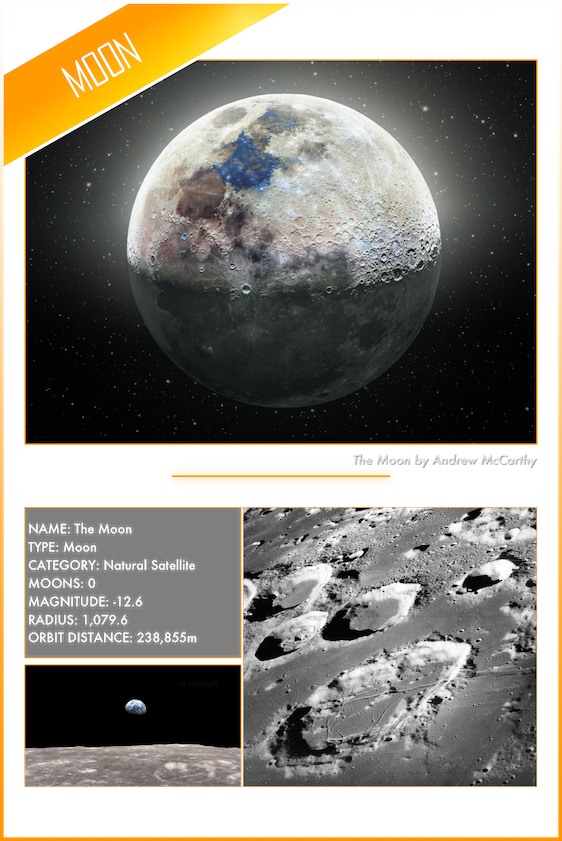 MOON
The Moon by Andrew McCarthy
NAME: The Moon
TYPE: Moon
CATEGORY: Natural Satellite
MOONS: 0
MAGNITUDE: -12.6
RADIUS: 1,079.6
ORBIT DISTANCE: 238,855m